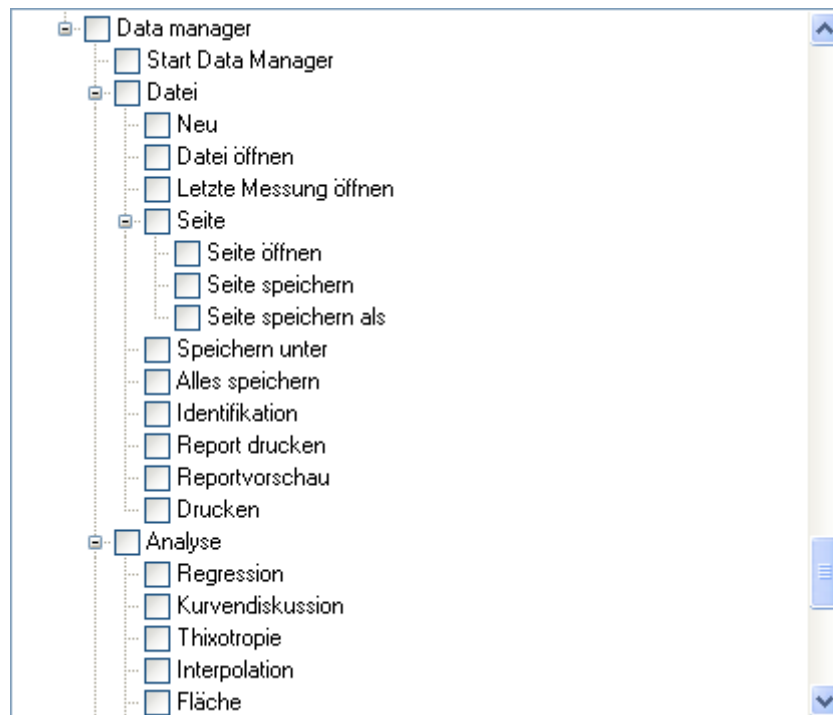 Data manager
Start Data Manager
Datei
Neu
Datei öffnen
Letzte Messung öffnen
Seite
Seite öffnen
Seite speichern
Seite speichern als
Speichern unter
Alles speichern
Identifikation
Report drucken
Reportvorschau
Drucken
Analyse
Regression
Kurvendiskussion
Thixotropie
Interpolation
Fläche